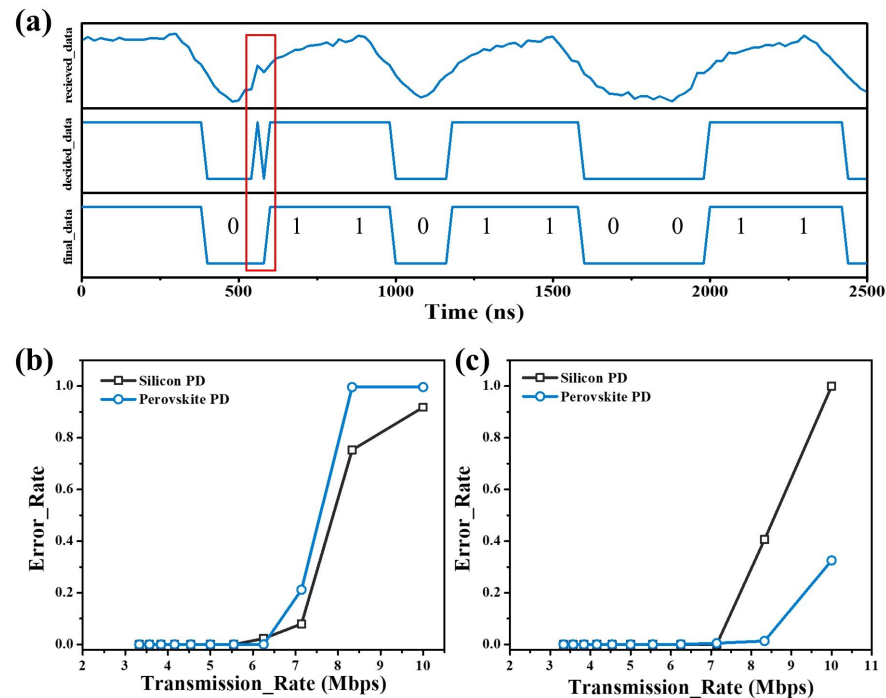 (a)
recieved_data
decided_data
final_data
0 1 1 0 1 1 0 0 1 1
0 500 1000 1500 2000 2500
Time (ns)
(b)
Silicon PD
Perovskite PD
1.0
0.8
0.6
0.4
0.2
0.0
Error_Rate
2 3 4 5 6 7 8 9 10
Transmission_Rate (Mbps)
(c)
Silicon PD
Perovskite PD
1.0
0.8
0.6
0.4
0.2
0.0
Error_Rate
2 3 4 5 6 7 8 9 10 11
Transmission_Rate (Mbps)